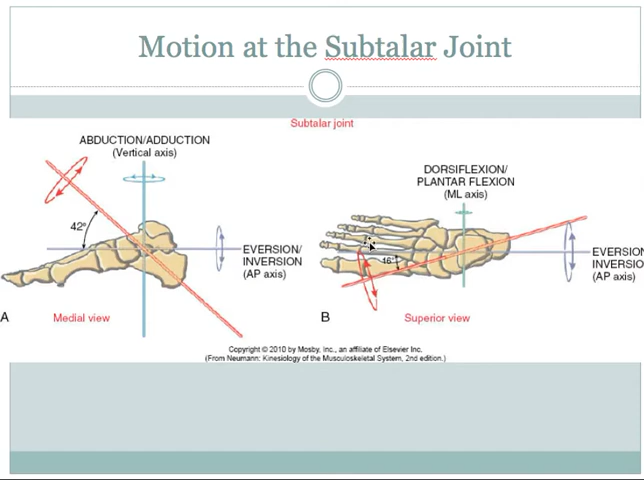 Motion at the Subtalar Joint
Subtalar joint
ABDUCTION/ADDUCTION
(Vertical axis)
42°
EVERSION/
INVERSION
(AP axis)
A
Medial view
DORSIFLEXION/
PLANTAR FLEXION
(ML axis)
16°
EVERSION
INVERSION
(AP axis)
B
Superior view
Copyright © 2010 by Mosby, Inc., an affiliate of Elsevier Inc.
(From Neumann: Kinesiology of the Musculoskeletal System, 2nd edition.)